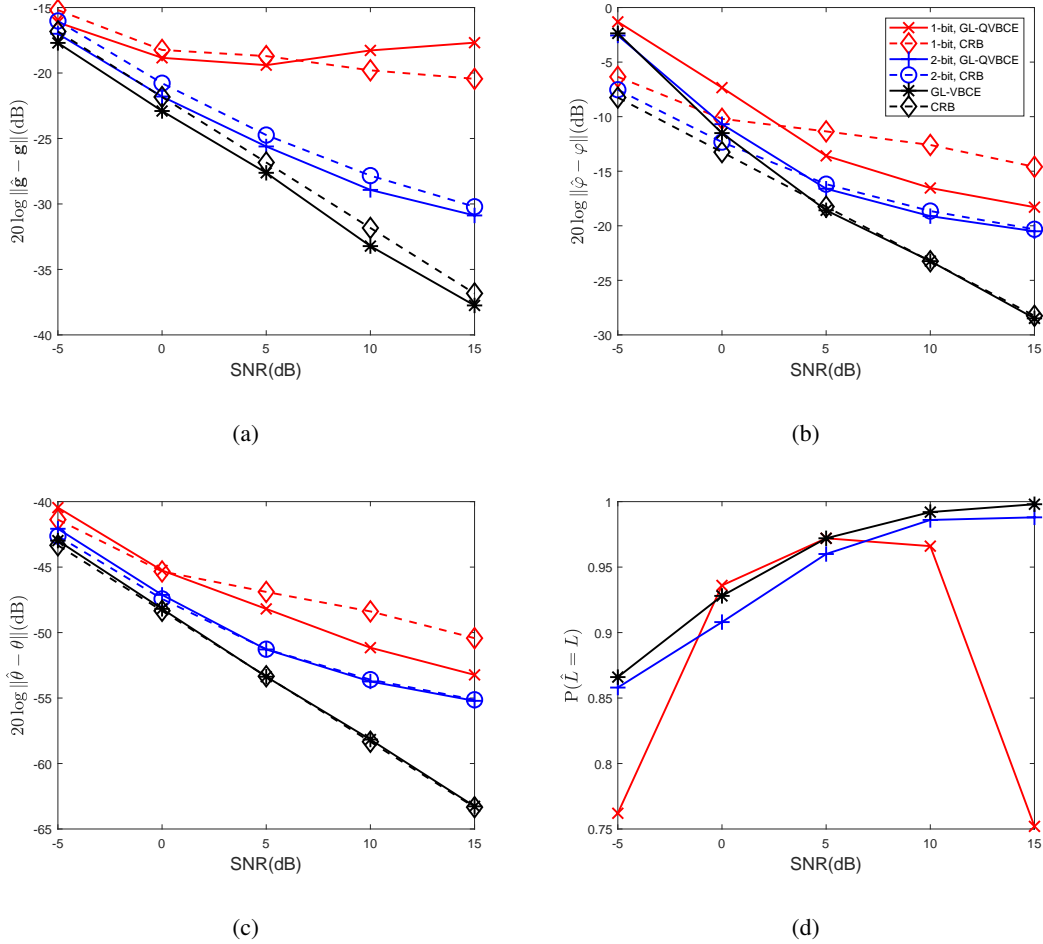 -15
-20
-25
-30
-35
-40
-5
0
5
10
15
SNR(dB)
20 log ||ĝ − g||(dB)
(a)
0
-5
-10
-15
-20
-25
-30
-5
0
5
10
15
SNR(dB)
20 log ||φ̂ − φ||(dB)
1-bit, GL-QVBCE
1-bit, CRB
2-bit, GL-QVBCE
2-bit, CRB
GL-VBCE
CRB
(b)
-40
-45
-50
-55
-60
-65
-5
0
5
10
15
SNR(dB)
20 log ||θ̂ − θ||(dB)
(c)
1
0.95
0.9
0.85
0.8
0.75
-5
0
5
10
15
SNR(dB)
P(L̂ = L)
(d)